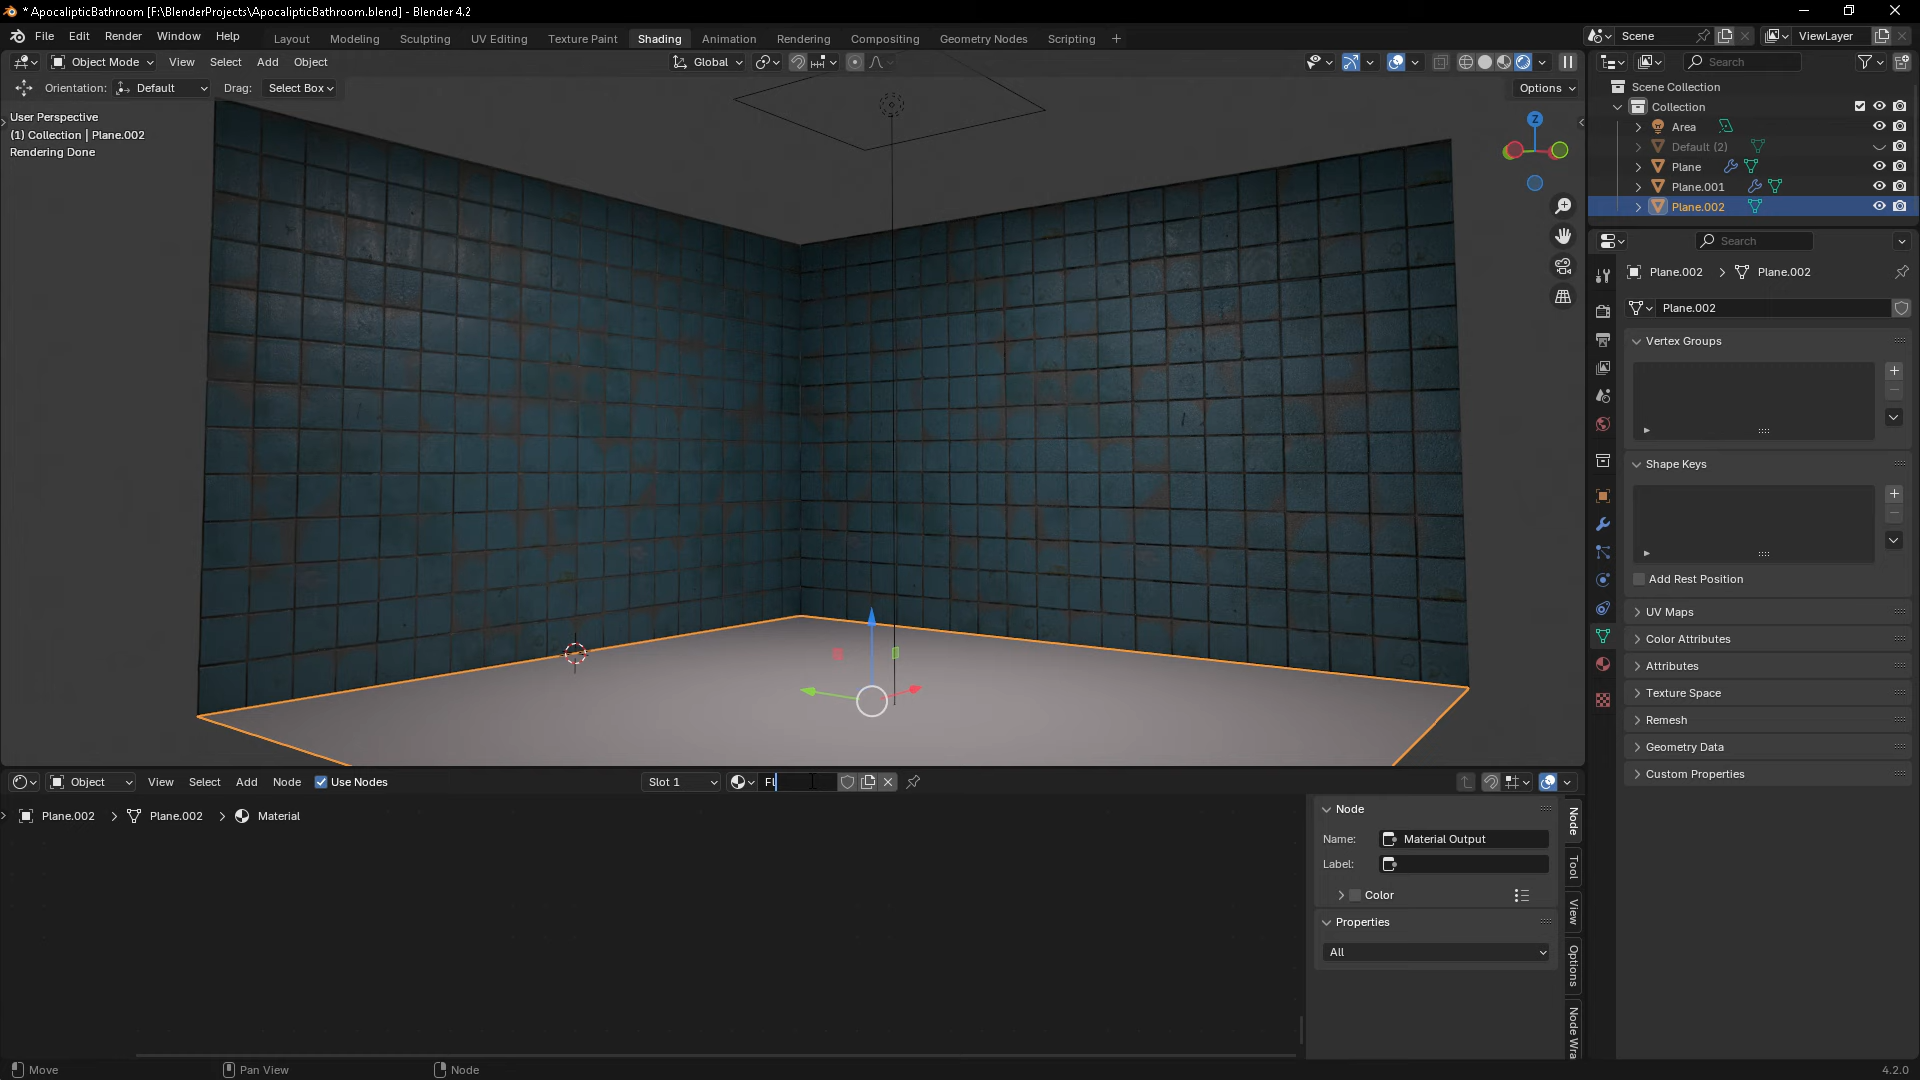 * ApocalipticBathroom [F:\BlenderProjects\ApocalipticBathroom.blend] - Blender 4.2
File Edit Render Window Help Layout Modeling Sculpting UV Editing Texture Paint Shading Animation Rendering Compositing Geometry Nodes Scripting + Scene ViewLayer
Object Mode View Select Add Object Global Search
Orientation: Default Drag: Select Box Options
User Perspective
(1) Collection | Plane.002
Rendering Done
Z
Scene Collection
Collection
Area
Default (2)
Plane
Plane.001
Plane.002
Search
Plane.002 > Plane.002
Plane.002
Vertex Groups
Shape Keys
Add Rest Position
UV Maps
Color Attributes
Attributes
Texture Space
Remesh
Geometry Data
Custom Properties
Object View Select Add Node Use Nodes Slot 1 Fl
Plane.002 > Plane.002 > Material
Node
Name: Material Output
Label:
Color
Properties
All
Node
Tool
View
Options
Node Wra
Move Pan View Node 4.2.0